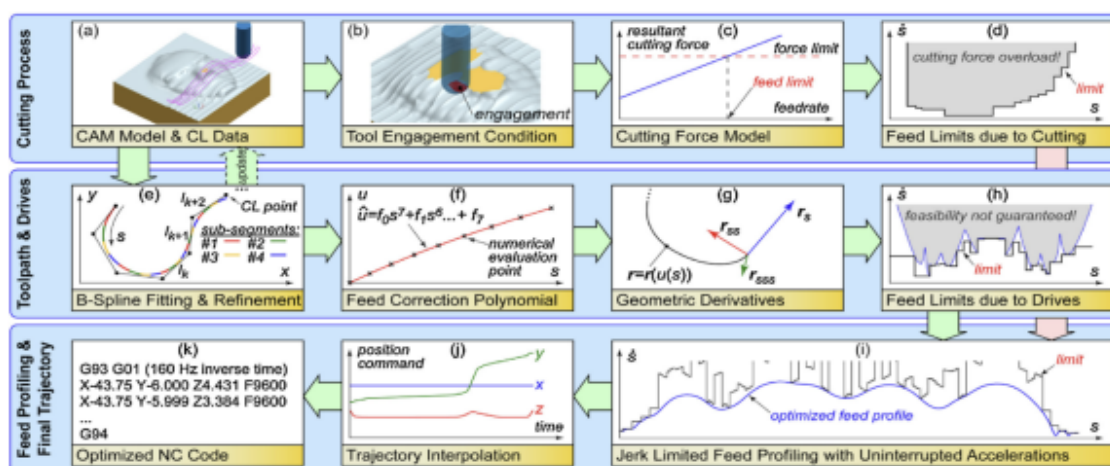 Cutting Process
(a)
CAM Model & CL Data
(b)
engagement
Tool Engagement Condition
(c)
resultant
cutting force
force limit
feed limit
feedrate
Cutting Force Model
(d)
ṡ
cutting force overload!
limit
s
Feed Limits due to Cutting
update
Toolpath & Drives
(e)
y
l_{k+2}
...
CL point
s
l_{k+1}
sub-segments:
#1 #2
#3 #4
l_k
x
B-Spline Fitting & Refinement
(f)
u
û=f₀s⁷+f₁s⁶...+ f₇
numerical
evaluation
point
s
Feed Correction Polynomial
(g)
r_s
r_{ss}
r_{sss}
r=r(u(s))
Geometric Derivatives
(h)
ṡ
feasibility not guaranteed!
limit
s
Feed Limits due to Drives
Feed Profiling &
Final Trajectory
(k)
G93 G01 (160 Hz inverse time)
X-43.75 Y-6.000 Z4.431 F9600
X-43.75 Y-5.999 Z3.384 F9600
...
G94
Optimized NC Code
(j)
position
command
y
x
z
time
Trajectory Interpolation
(i)
ṡ
limit
optimized feed profile
s
Jerk Limited Feed Profiling with Uninterrupted Accelerations